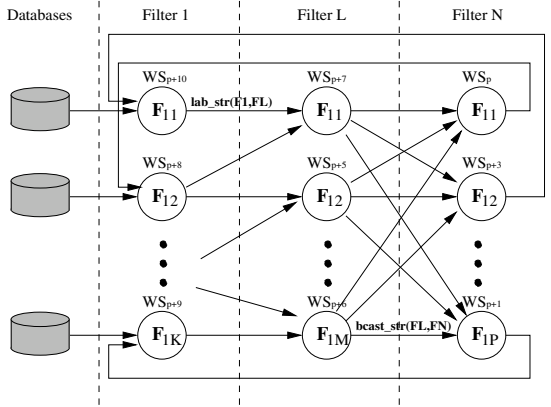 Databases Filter 1 Filter L Filter N
WSp+10 WSp+7 WSp
F11 lab_str(F1,FL) F11 F11
WSp+8 WSp+5 WSp+3
F12 F12 F12
WSp+9 WSp+6 WSp+1
F1K F1M bcast_str(FL,FN) F1P